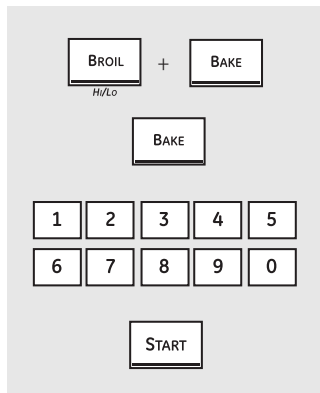 BROIL + BAKE
HI/LO
BAKE
1 2 3 4 5
6 7 8 9 0
START